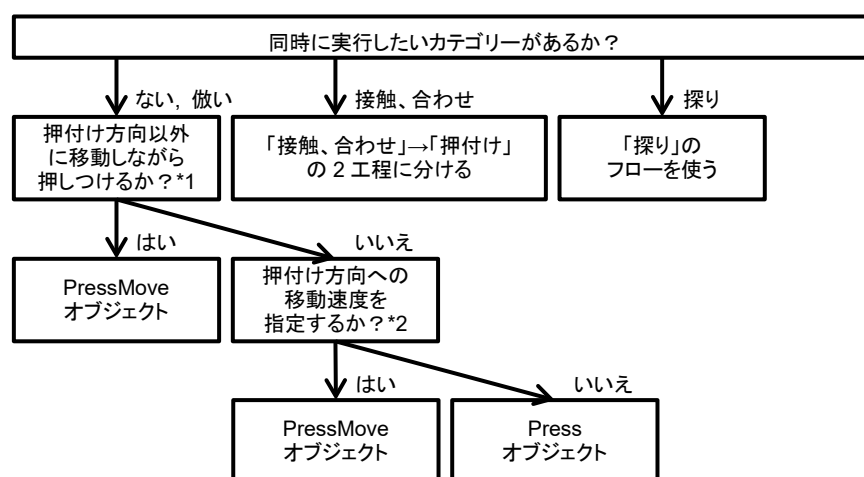 同時に実行したいカテゴリーがあるか？
ない, 倣い
接触、合わせ
探り
押付け方向以外
に移動しながら
押しつけるか？*1
「接触、合わせ」→「押付け」
の 2 工程に分ける
「探り」の
フローを使う
はい
いいえ
PressMove
オブジェクト
押付け方向への
移動速度を
指定するか？*2
はい
いいえ
PressMove
オブジェクト
Press
オブジェクト